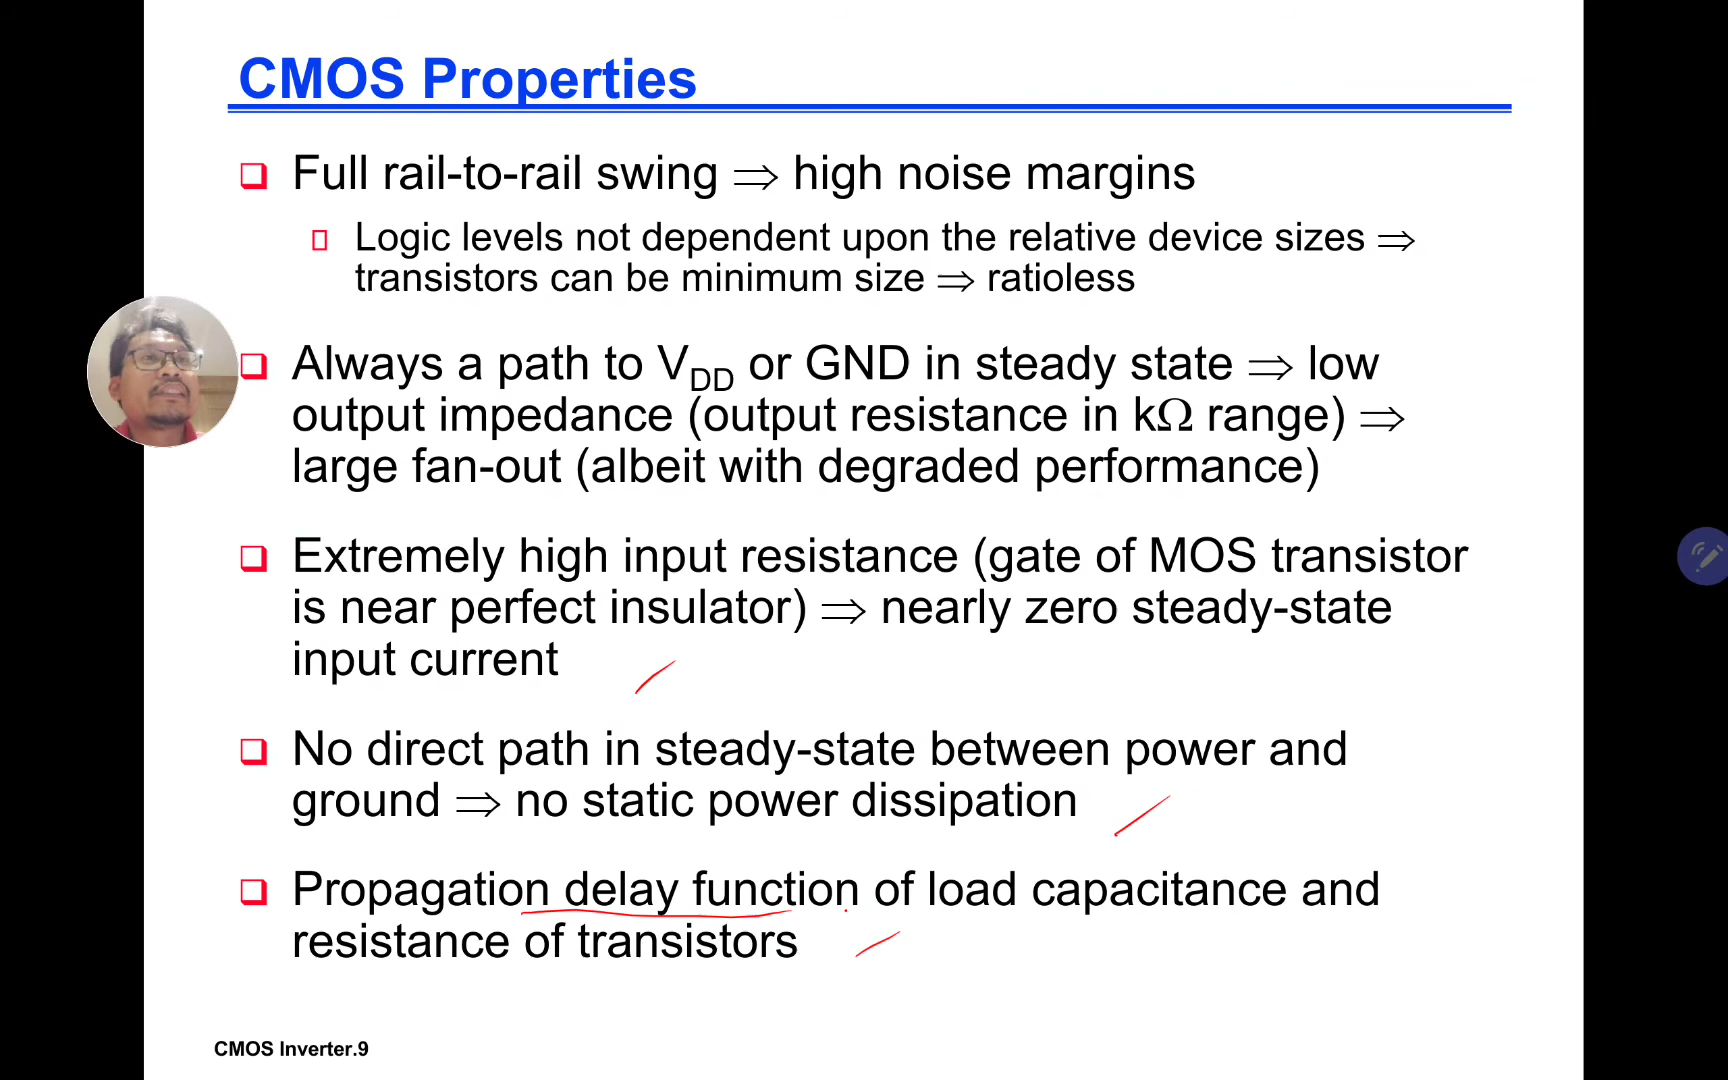 CMOS Properties
Full rail-to-rail swing ⇒ high noise margins
Logic levels not dependent upon the relative device sizes ⇒
transistors can be minimum size ⇒ ratioless
Always a path to VDD or GND in steady state ⇒ low
output impedance (output resistance in kΩ range) ⇒
large fan-out (albeit with degraded performance)
Extremely high input resistance (gate of MOS transistor
is near perfect insulator) ⇒ nearly zero steady-state
input current
No direct path in steady-state between power and
ground ⇒ no static power dissipation
Propagation delay function of load capacitance and
resistance of transistors
CMOS Inverter.9